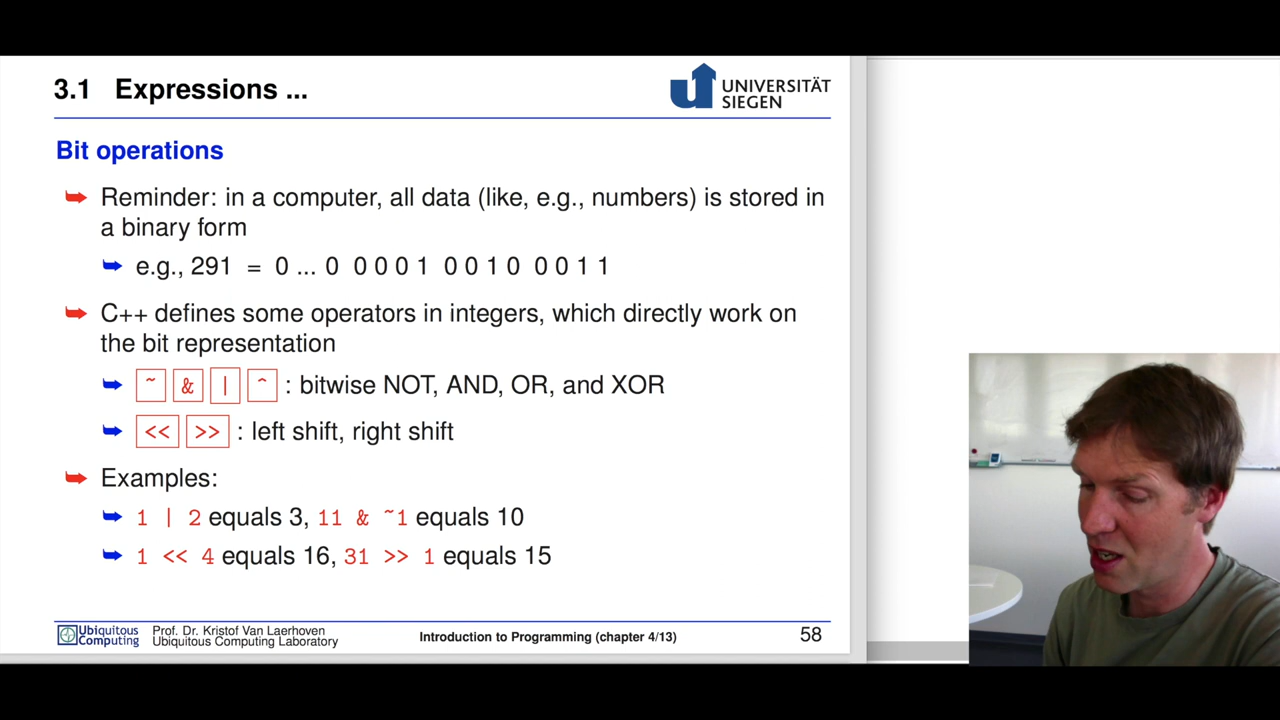 3.1 Expressions ...
UNIVERSITÄT
SIEGEN
Bit operations
Reminder: in a computer, all data (like, e.g., numbers) is stored in
a binary form
e.g., 291 = 0 ... 0 0 0 0 1 0 0 1 0 0 0 1 1
C++ defines some operators in integers, which directly work on
the bit representation
~ & | ^ : bitwise NOT, AND, OR, and XOR
<< >> : left shift, right shift
Examples:
1 | 2 equals 3, 11 & ~1 equals 10
1 << 4 equals 16, 31 >> 1 equals 15
Ubiquitous
Computing
Prof. Dr. Kristof Van Laerhoven
Ubiquitous Computing Laboratory
Introduction to Programming (chapter 4/13)
58